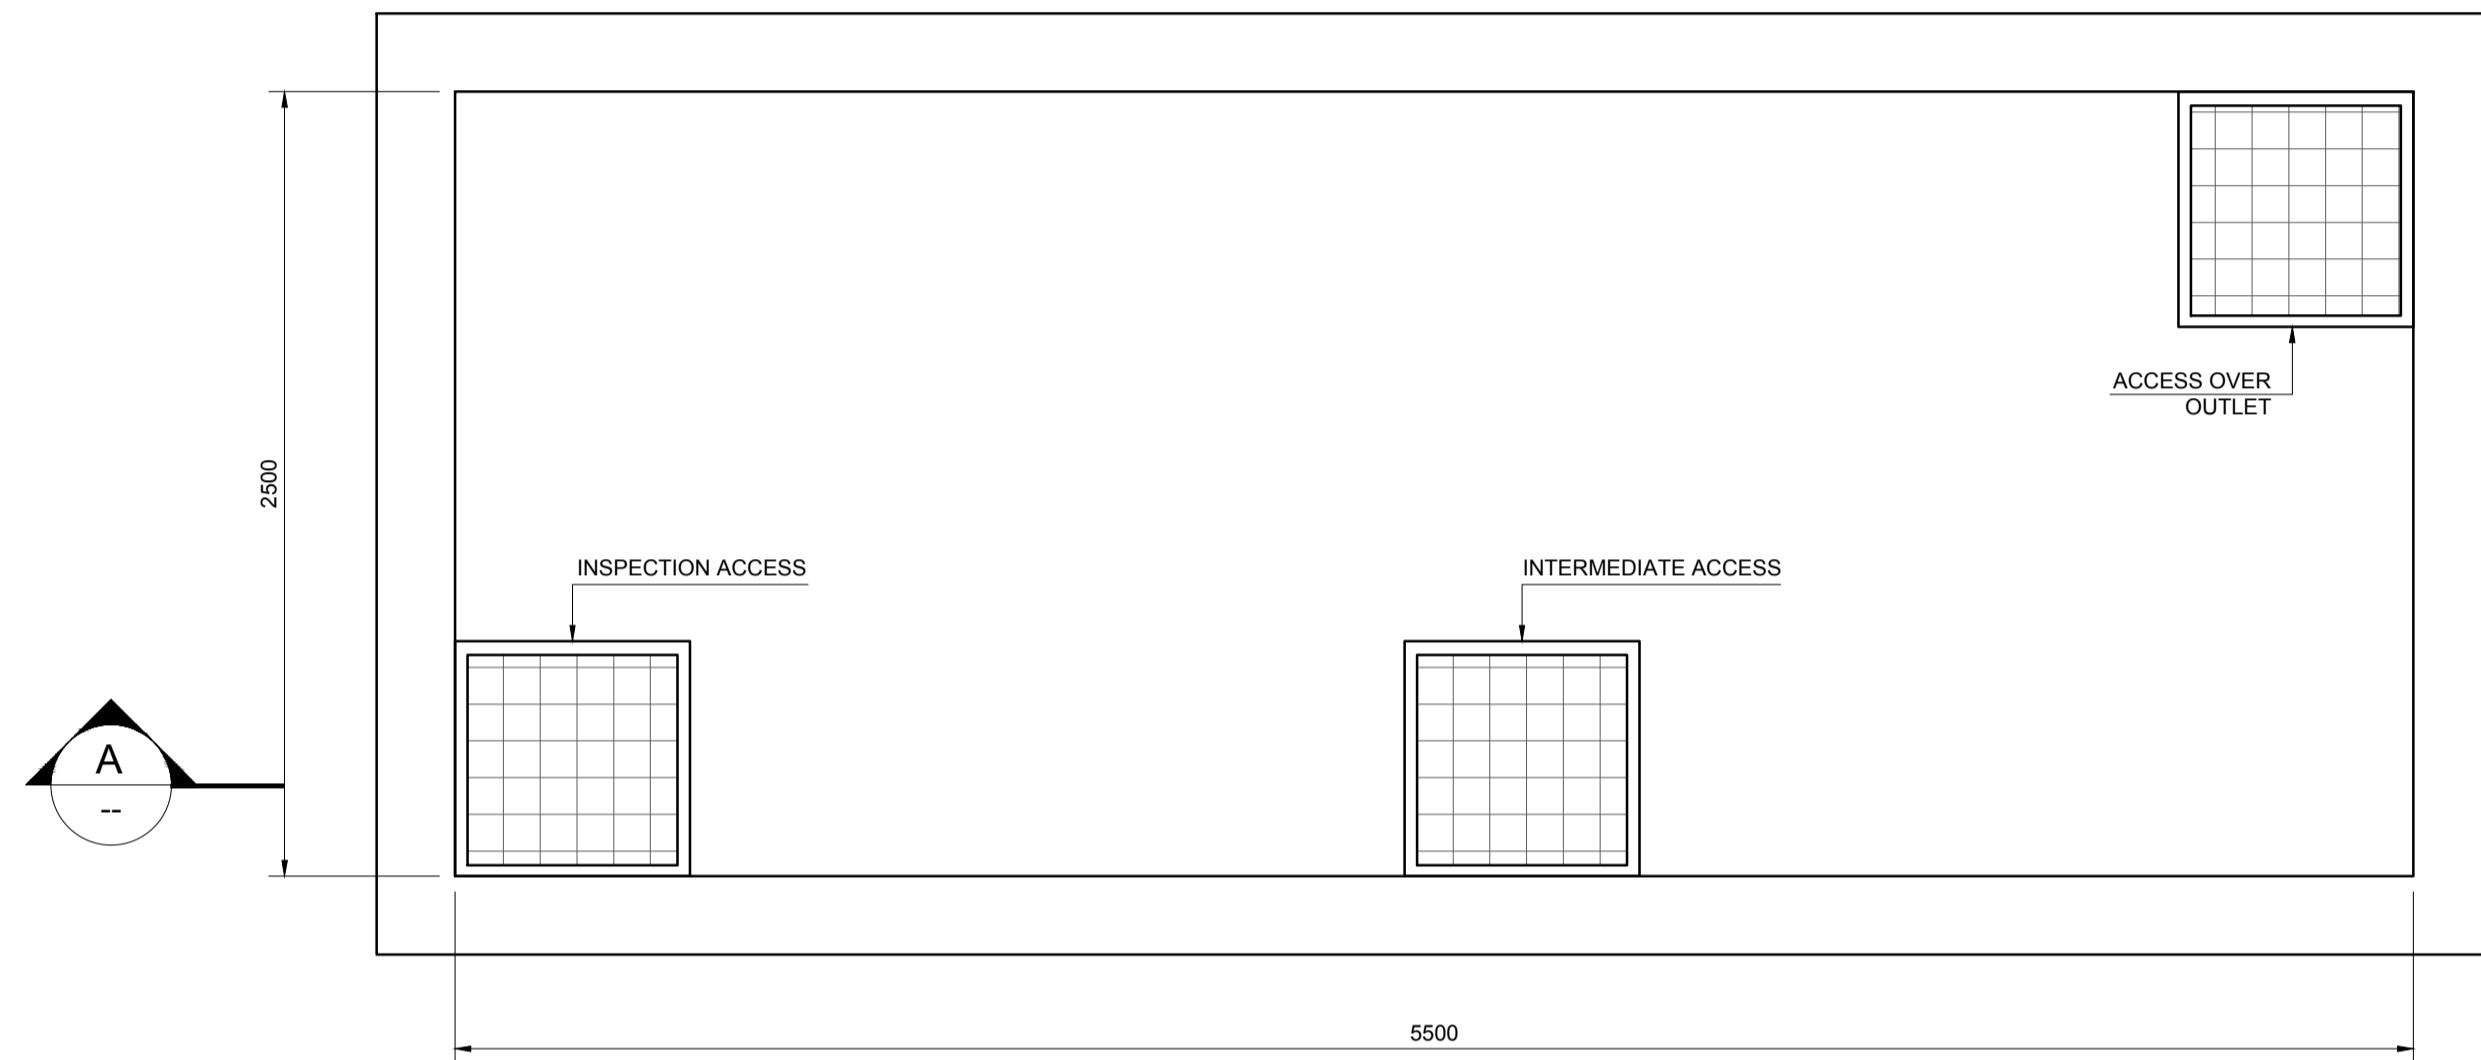 ACCESS OVER
OUTLET
2500
INSPECTION ACCESS
INTERMEDIATE ACCESS
A
--
5500